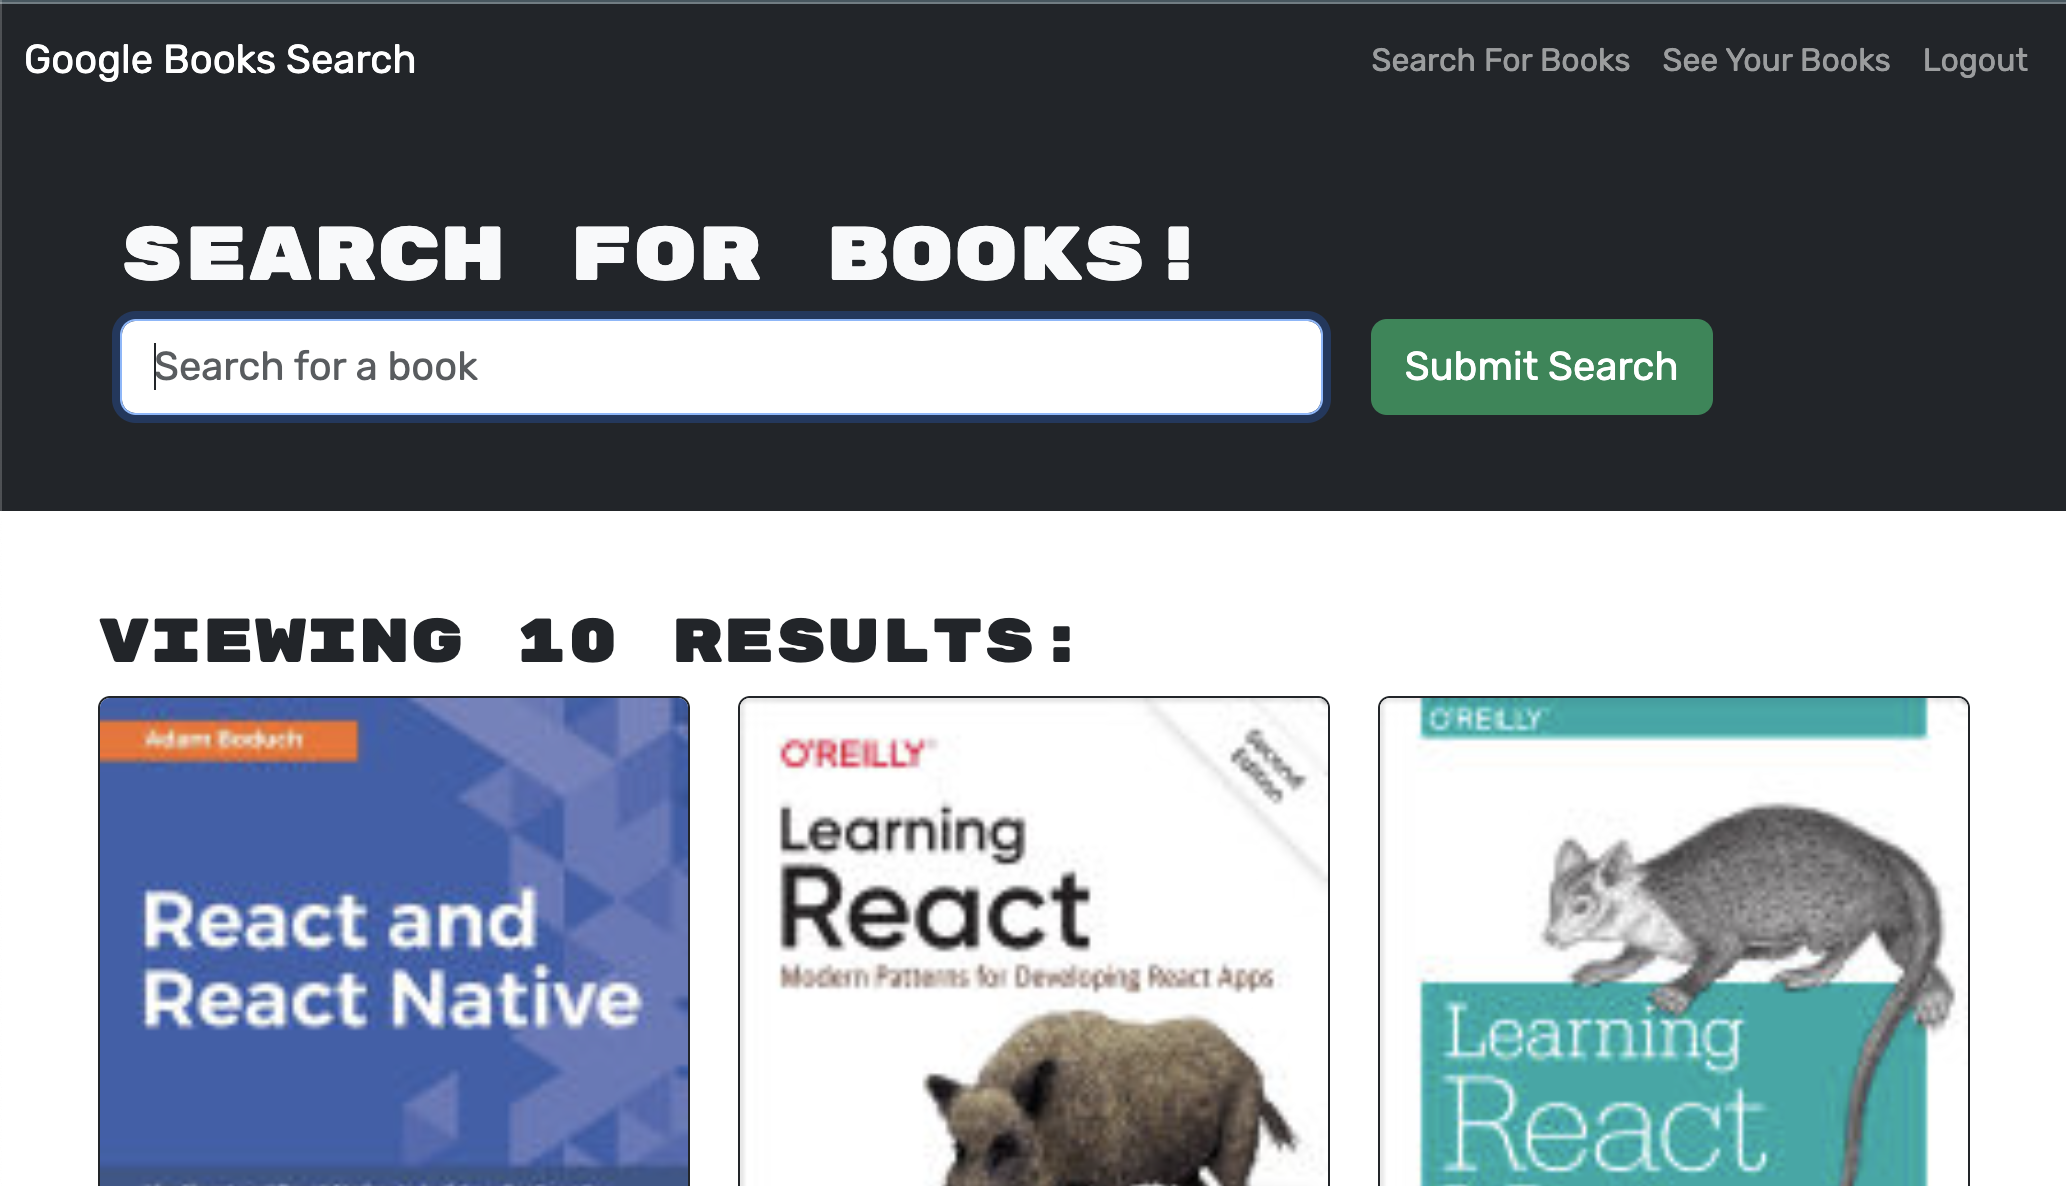 Google Books Search
Search For Books
See Your Books
Logout
SEARCH FOR BOOKS!
Search for a book
Submit Search
VIEWING 10 RESULTS:
Adam Boduch
React and
React Native
O'REILLY
Second
Edition
Learning
React
Modern Patterns for Developing React Apps
O'REILLY
Learning
React